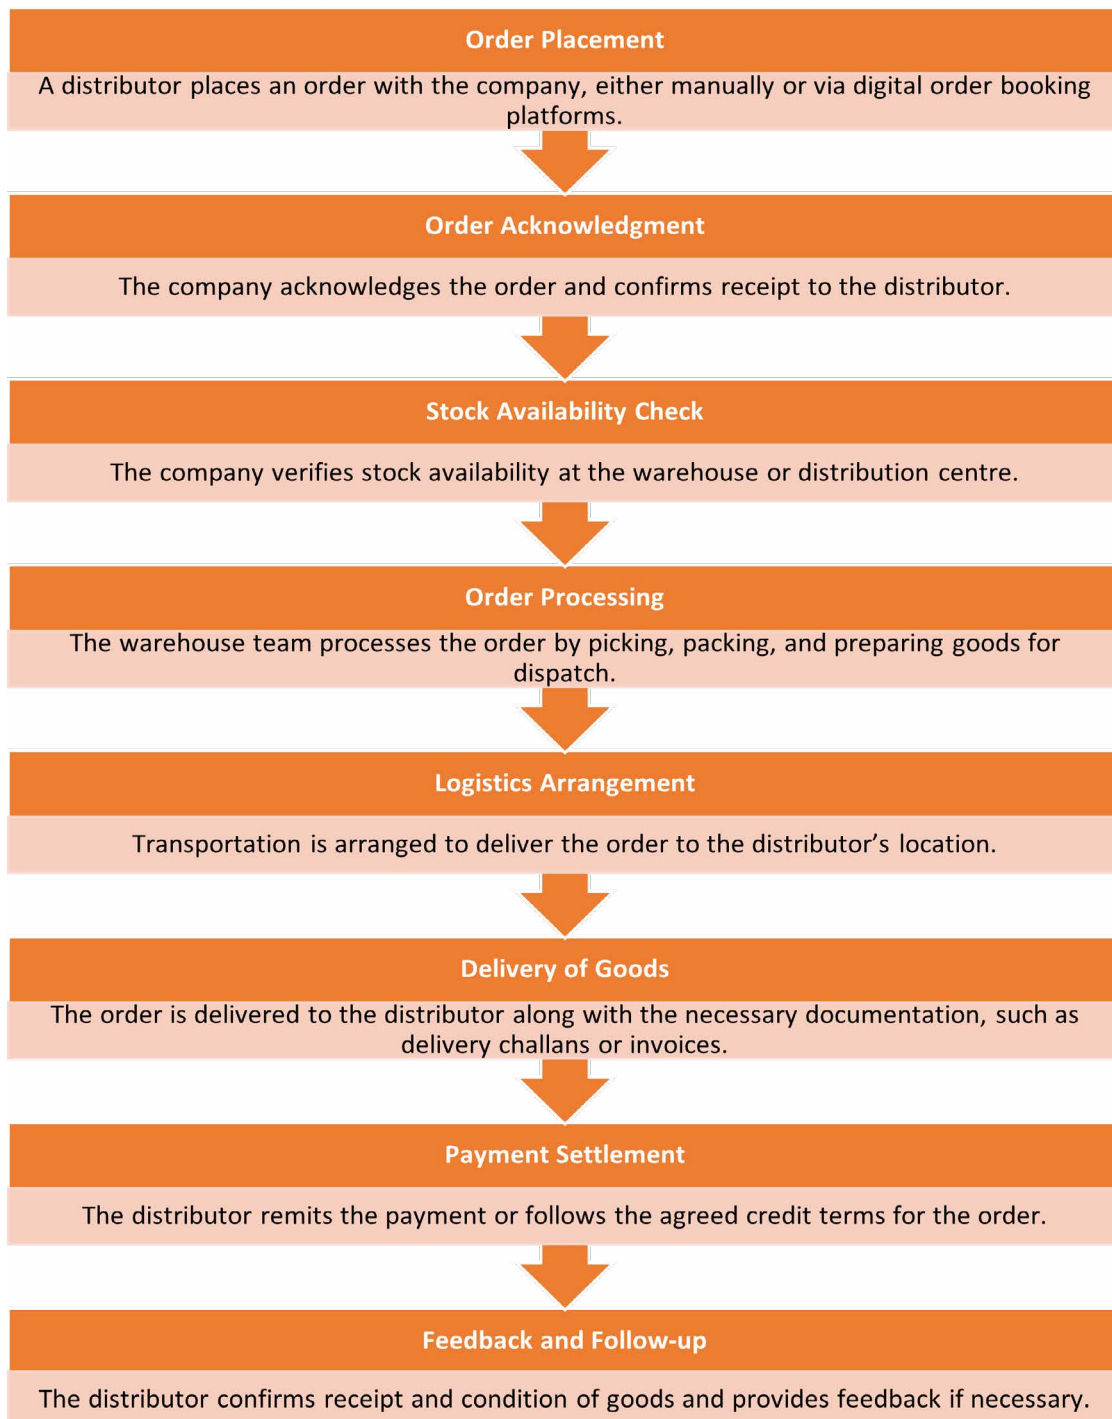 Order Placement
A distributor places an order with the company, either manually or via digital order booking
platforms.
Order Acknowledgment
The company acknowledges the order and confirms receipt to the distributor.
Stock Availability Check
The company verifies stock availability at the warehouse or distribution centre.
Order Processing
The warehouse team processes the order by picking, packing, and preparing goods for
dispatch.
Logistics Arrangement
Transportation is arranged to deliver the order to the distributor’s location.
Delivery of Goods
The order is delivered to the distributor along with the necessary documentation, such as
delivery challans or invoices.
Payment Settlement
The distributor remits the payment or follows the agreed credit terms for the order.
Feedback and Follow-up
The distributor confirms receipt and condition of goods and provides feedback if necessary.